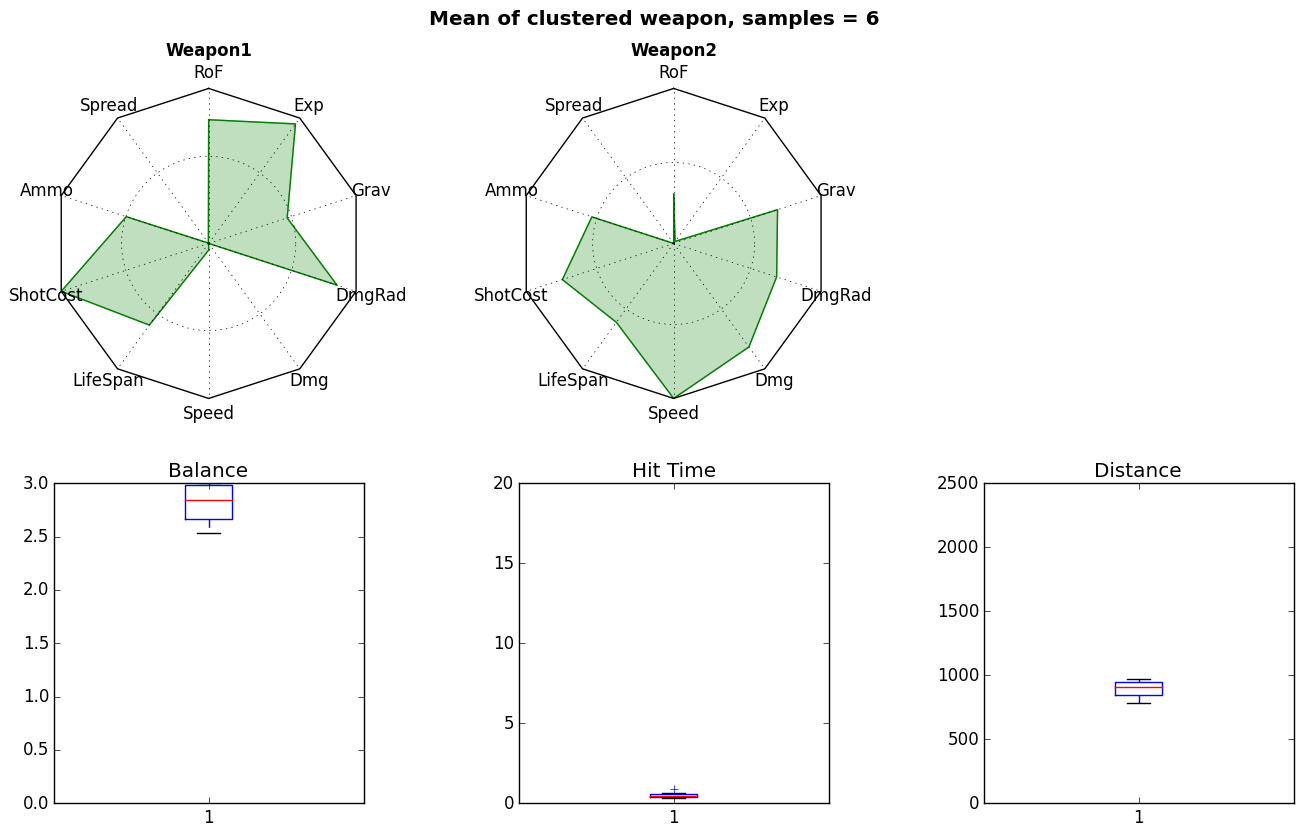 Mean of clustered weapon, samples = 6
Weapon1
RoF
Exp
Grav
DmgRad
Dmg
Speed
LifeSpan
ShotCost
Ammo
Spread
Weapon2
RoF
Exp
Grav
DmgRad
Dmg
Speed
LifeSpan
ShotCost
Ammo
Spread
Balance
3.0
2.5
2.0
1.5
1.0
0.5
0.0
1
Hit Time
20
15
10
5
0
1
Distance
2500
2000
1500
1000
500
0
1